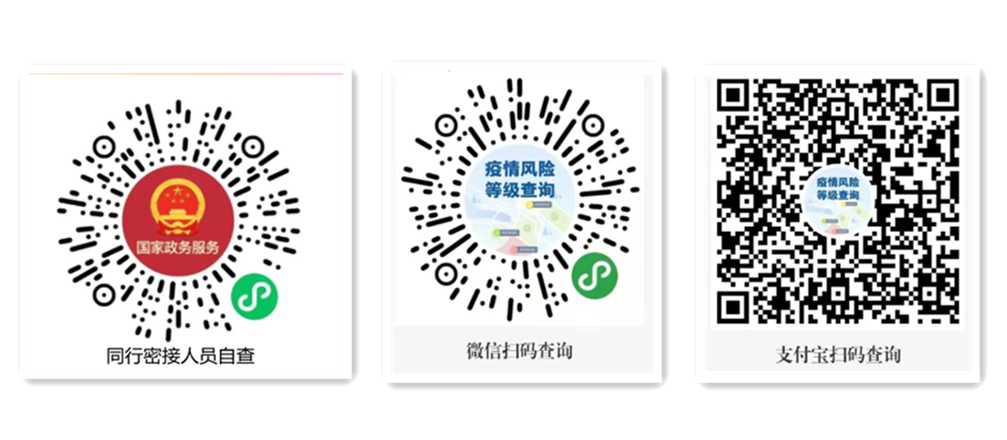 国家政务服务
同行密接人员自查
疫情风险
等级查询
微信扫码查询
疫情风险
等级查询
支付宝扫码查询